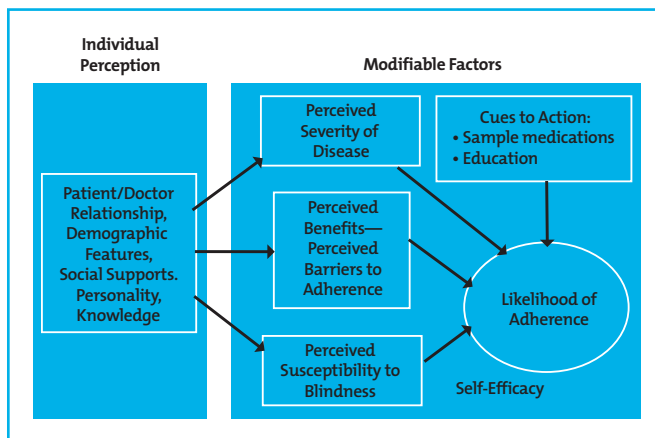 Individual
Perception
Modifiable Factors
Patient/Doctor
Relationship,
Demographic
Features,
Social Supports.
Personality,
Knowledge
Perceived
Severity of
Disease
Perceived
Benefits—
Perceived
Barriers to
Adherence
Perceived
Susceptibility to
Blindness
Cues to Action:
• Sample medications
• Education
Likelihood of
Adherence
Self-Efficacy